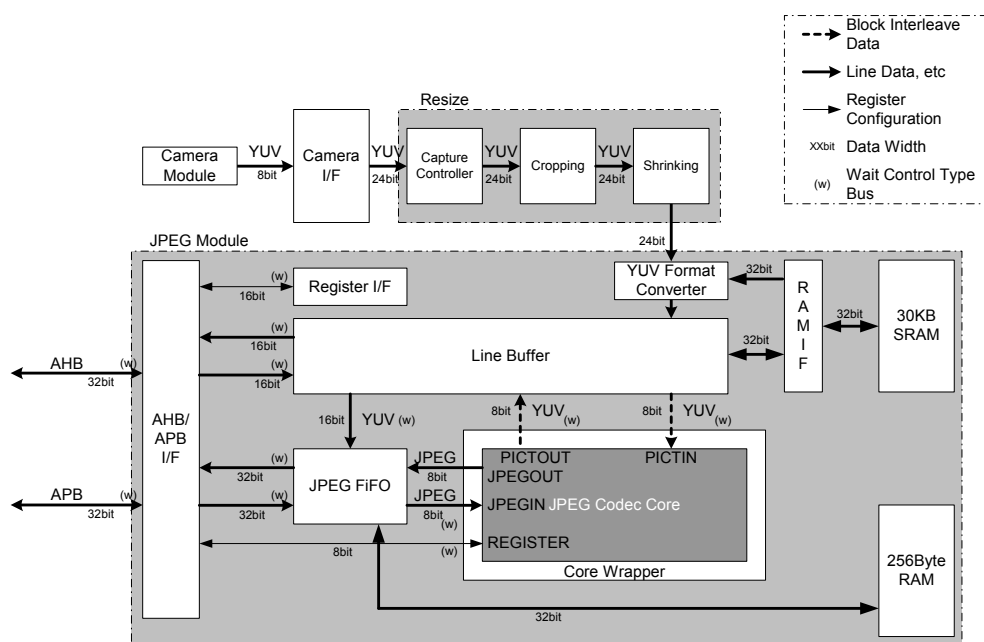 Block Interleave
Data
Line Data, etc
Register
Configuration
XXbit Data Width
(w) Wait Control Type
Bus
Resize
Camera
Module
YUV
8bit
Camera
I/F
YUV
24bit
Capture
Controller
YUV
24bit
Cropping
YUV
24bit
Shrinking
24bit
JPEG Module
(w)
16bit
Register I/F
YUV Format
Converter
32bit
RAMIF
32bit
30KB
SRAM
(w)
16bit
(w)
16bit
Line Buffer
32bit
AHB
(w)
32bit
AHB/
APB
I/F
16bit
YUV (w)
8bit
YUV
(w)
8bit
YUV
(w)
(w)
32bit
(w)
32bit
JPEG FiFO
JPEG
8bit
JPEG
8bit
(w)
PICTOUT
PICTIN
JPEGOUT
JPEGIN
JPEG Codec Core
REGISTER
Core Wrapper
APB
(w)
32bit
8bit
(w)
256Byte
RAM
32bit